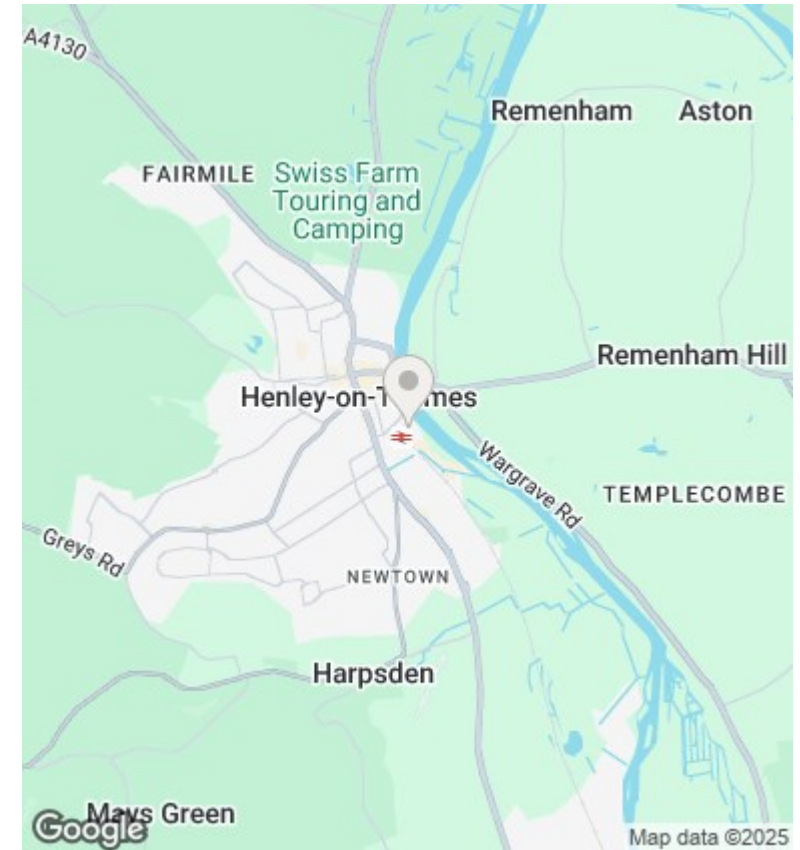 A4130
Remenham
Aston
FAIRMILE
Swiss Farm
Touring and
Camping
Remenham Hill
Henley-on-Thames
Wargrave Rd
TEMPLECOMBE
Greys Rd
NEWTOWN
Harpsden
Mays Green
Google
Map data ©2025